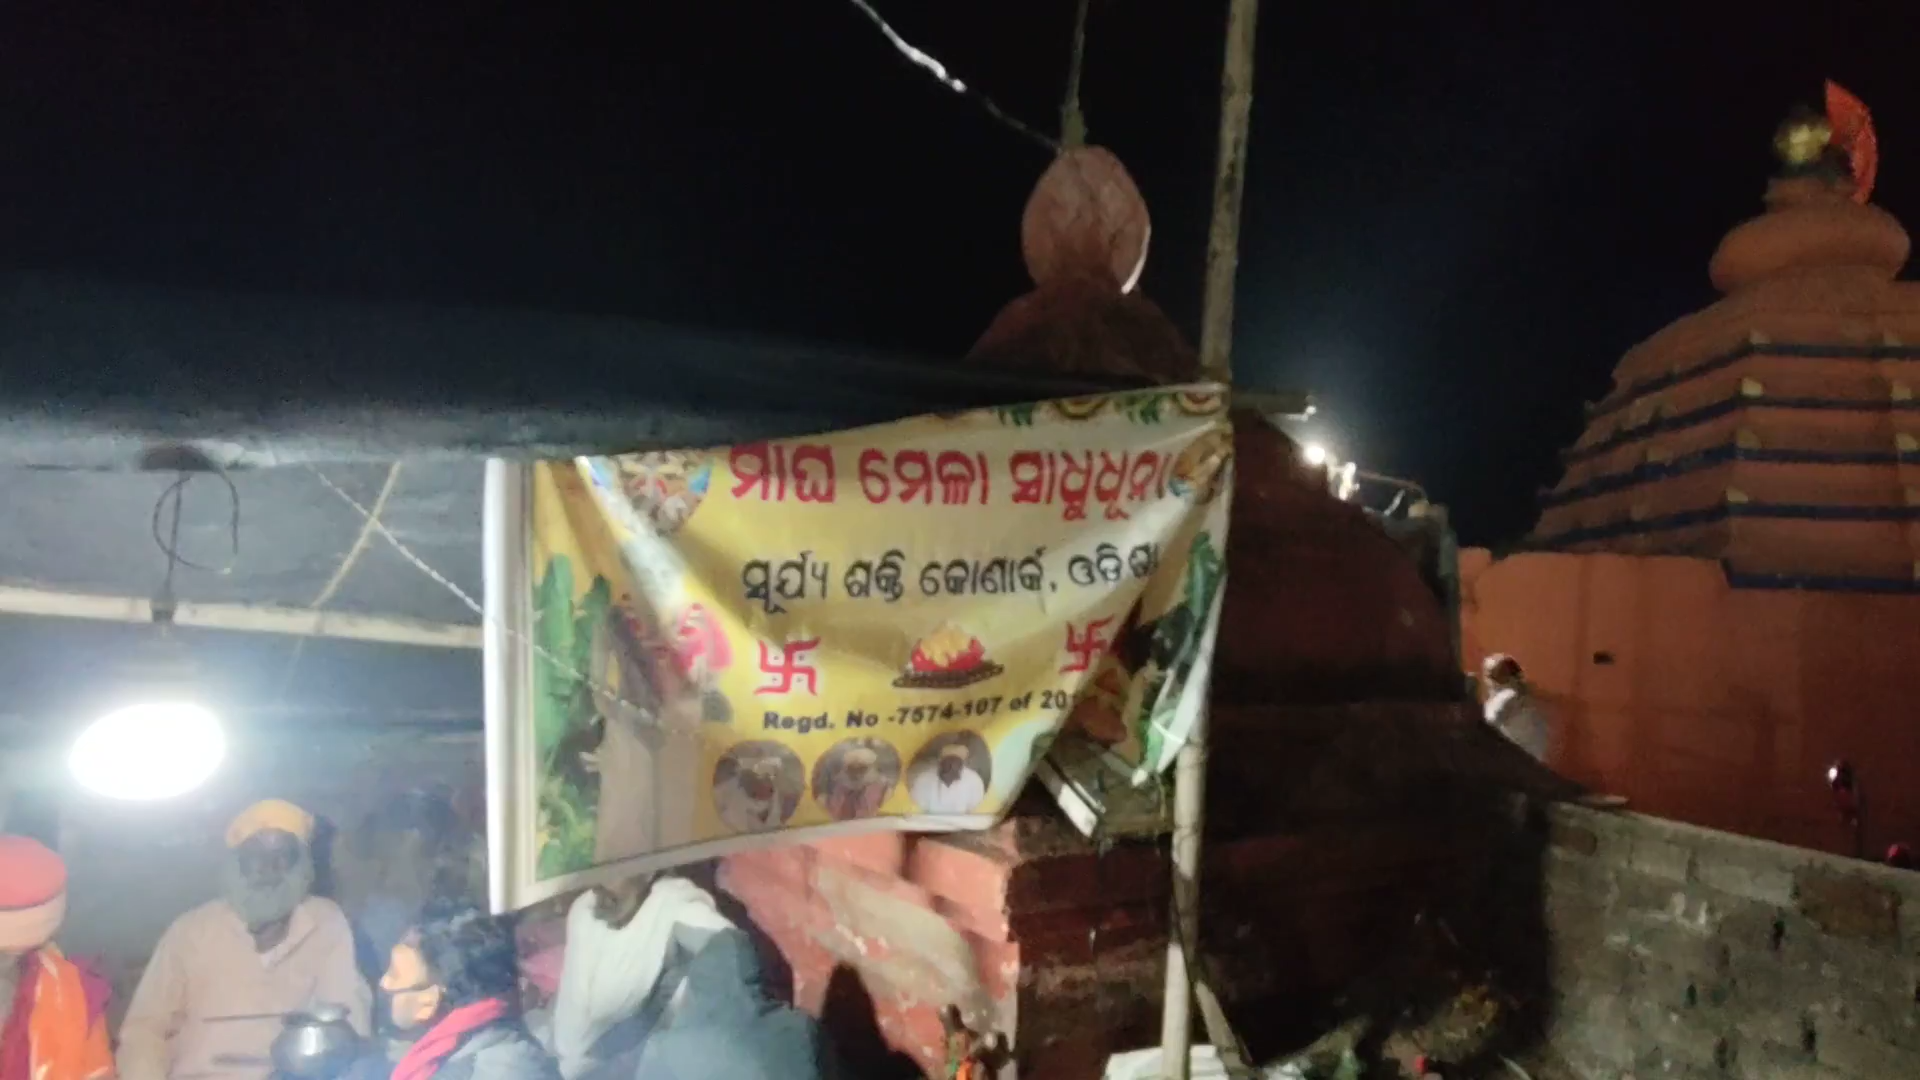 ମାଘ ମେଳା ସାଧୁଧୂନା
ସୂର୍ଯ୍ୟ ଶକ୍ତି କୋଣାର୍କ, ଓଡିଶା
Regd. No -7574-107 of